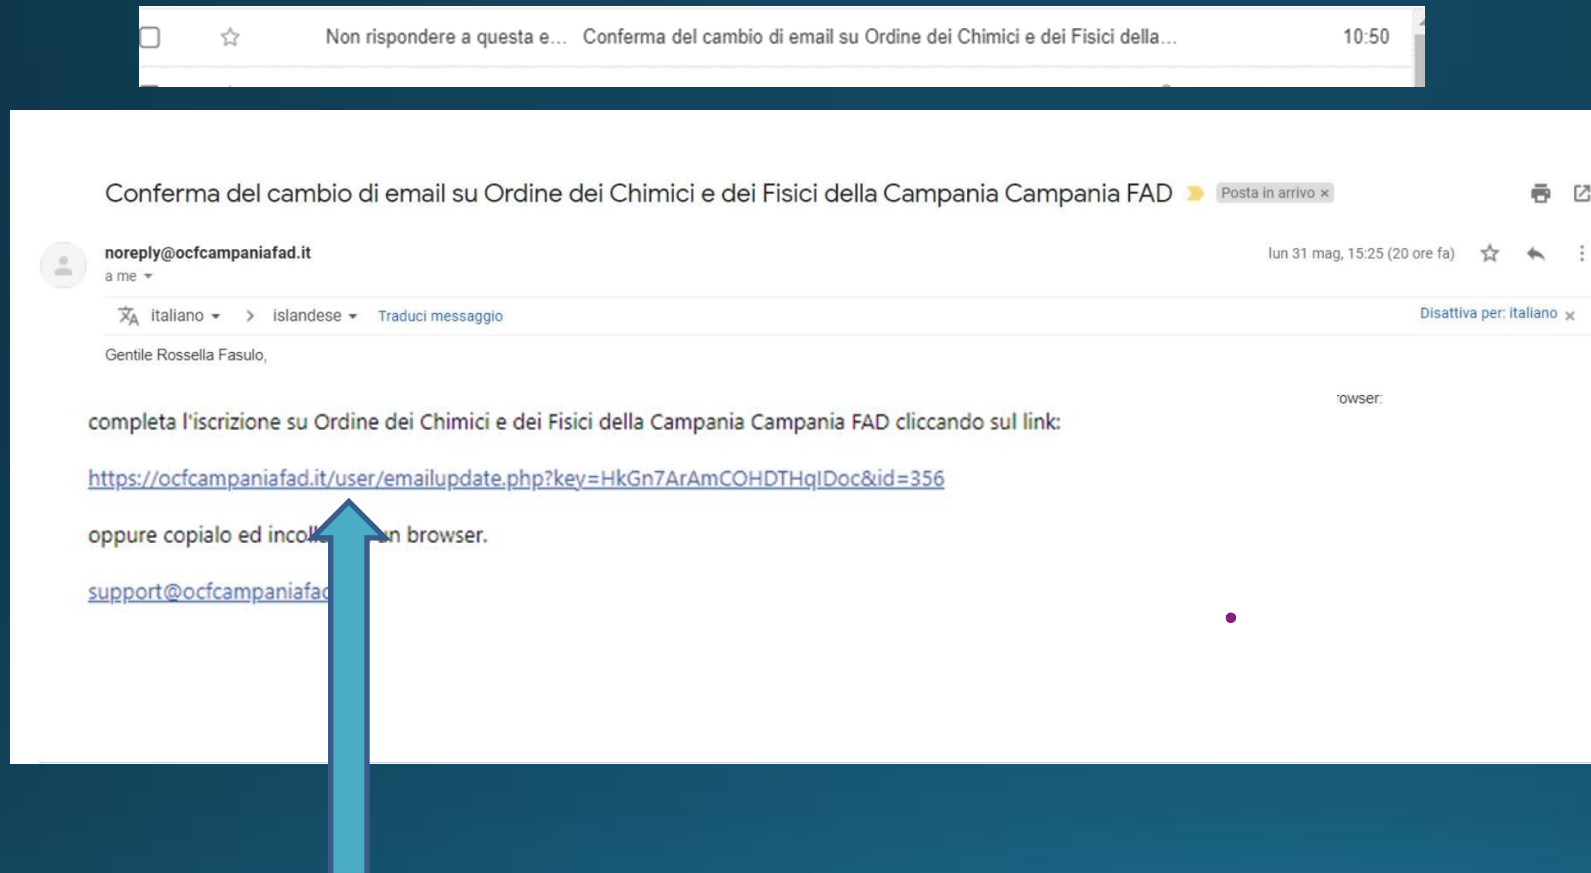 Non rispondere a questa e... Conferma del cambio di email su Ordine dei Chimici e dei Fisici della... 10:50
Conferma del cambio di email su Ordine dei Chimici e dei Fisici della Campania Campania FAD Posta in arrivo ×
noreply@ocfcampaniafad.it lun 31 mag, 15:25 (20 ore fa)
a me
italiano > islandese Traduci messaggio Disattiva per: italiano ×
Gentile Rossella Fasulo,
rowser:
completa l'iscrizione su Ordine dei Chimici e dei Fisici della Campania Campania FAD cliccando sul link:
https://ocfcampaniafad.it/user/emailupdate.php?key=HkGn7ArAmCOHDTHqIDoc&id=356
oppure copialo ed incol n browser.
support@ocfcampaniafad